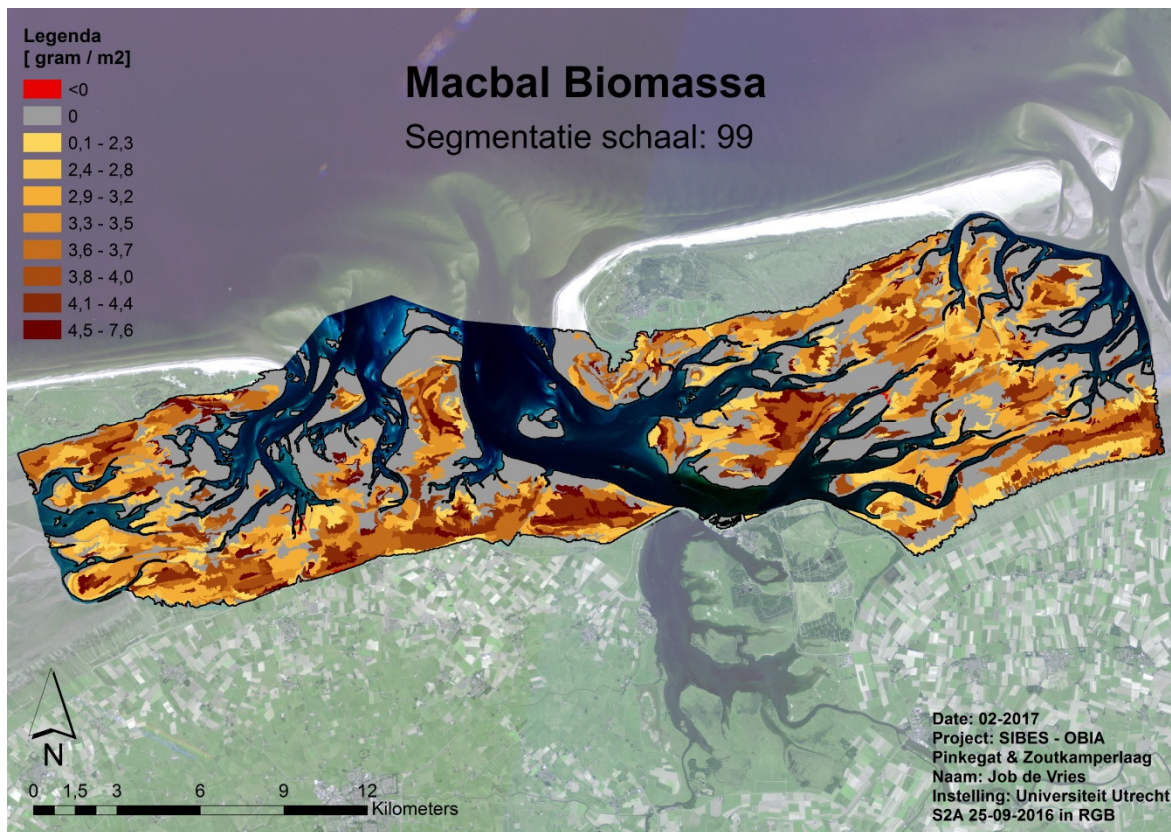 Legenda
[ gram / m2]
<0
0
0,1 - 2,3
2,4 - 2,8
2,9 - 3,2
3,3 - 3,5
3,6 - 3,7
3,8 - 4,0
4,1 - 4,4
4,5 - 7,6
Macbal Biomassa
Segmentatie schaal: 99
N
0 1,5 3 6 9 12
Kilometers
Date: 02-2017
Project: SIBES - OBIA
Pinkegat & Zoutkamperlaag
Naam: Job de Vries
Instelling: Universiteit Utrecht
S2A 25-09-2016 in RGB